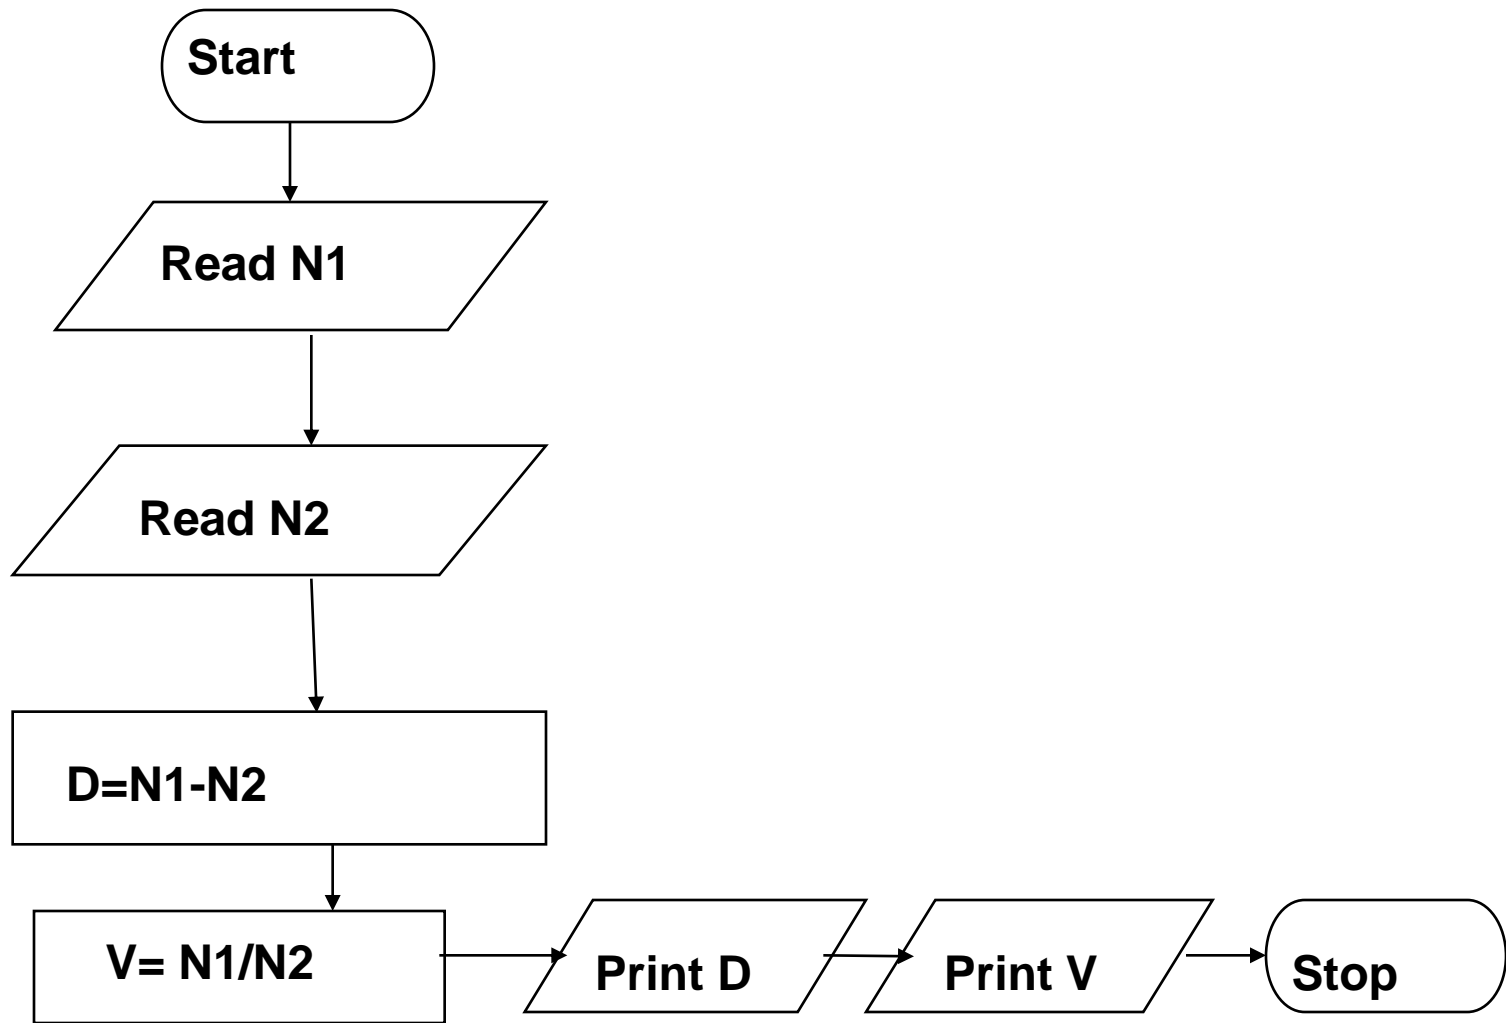 Start
Read N1
Read N2
D=N1-N2
V= N1/N2
Print D
Print V
Stop